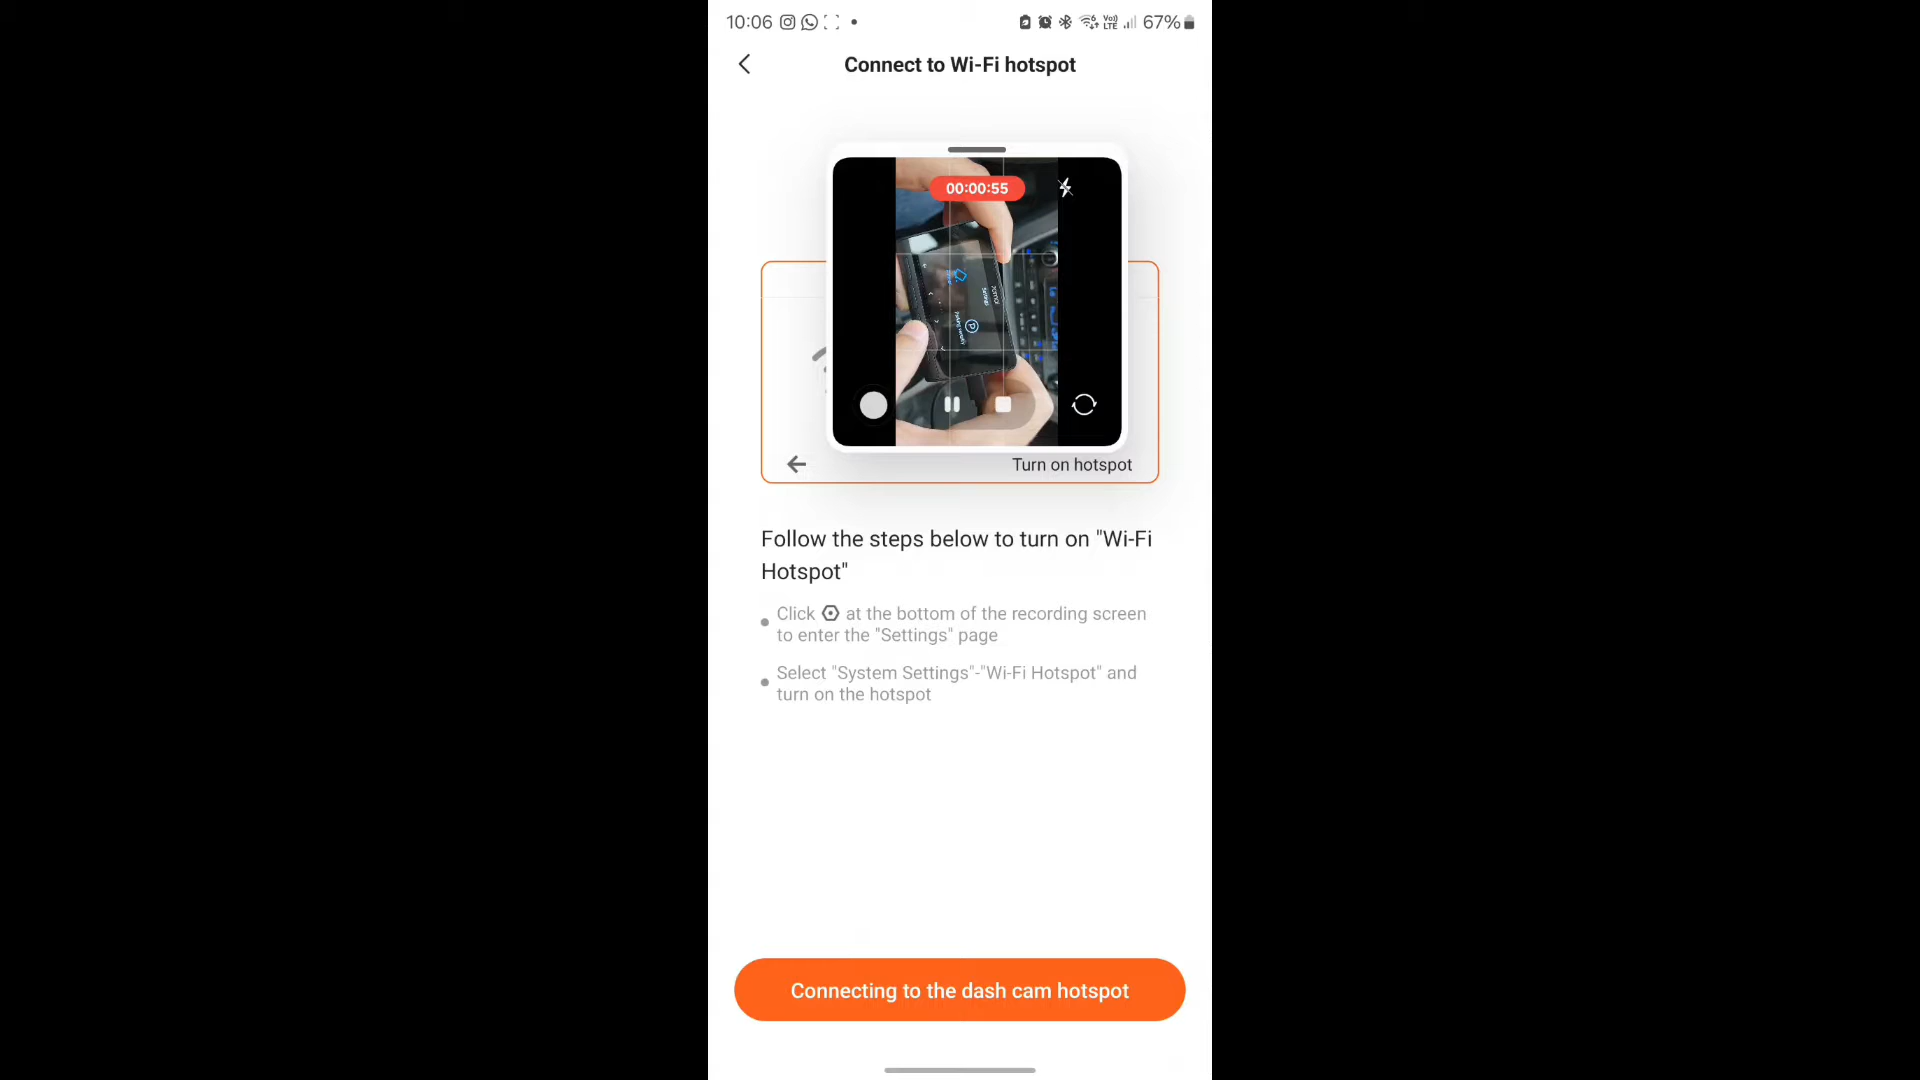 10:06
67%
Connect to Wi-Fi hotspot
00:00:55
Turn on hotspot
Follow the steps below to turn on "Wi-Fi
Hotspot"
Click at the bottom of the recording screen
to enter the "Settings" page
Select "System Settings"-"Wi-Fi Hotspot" and
turn on the hotspot
Connecting to the dash cam hotspot